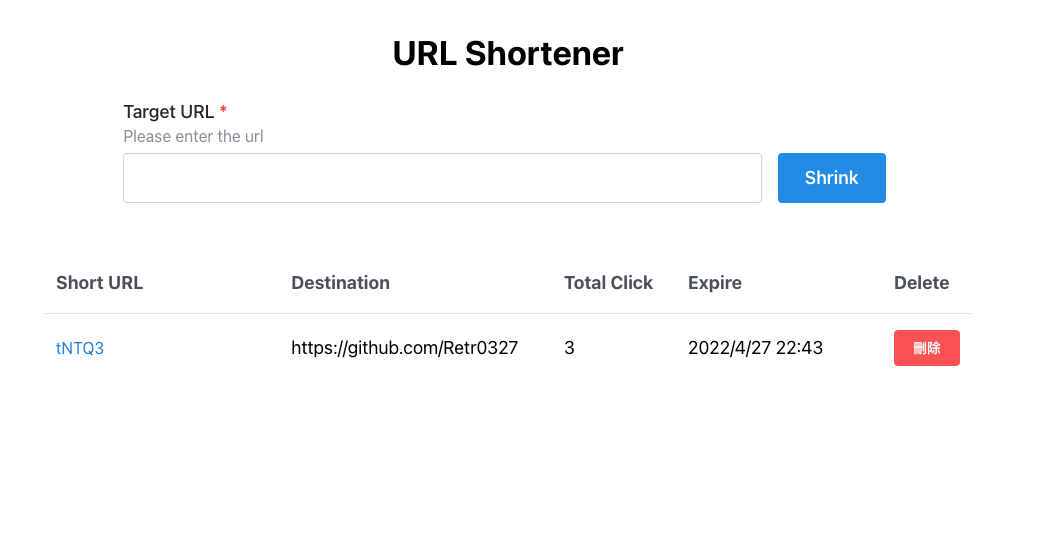 URL Shortener
Target URL *
Please enter the url
Shrink
Short URL Destination Total Click Expire Delete
tNTQ3 https://github.com/Retr0327 3 2022/4/27 22:43 刪除